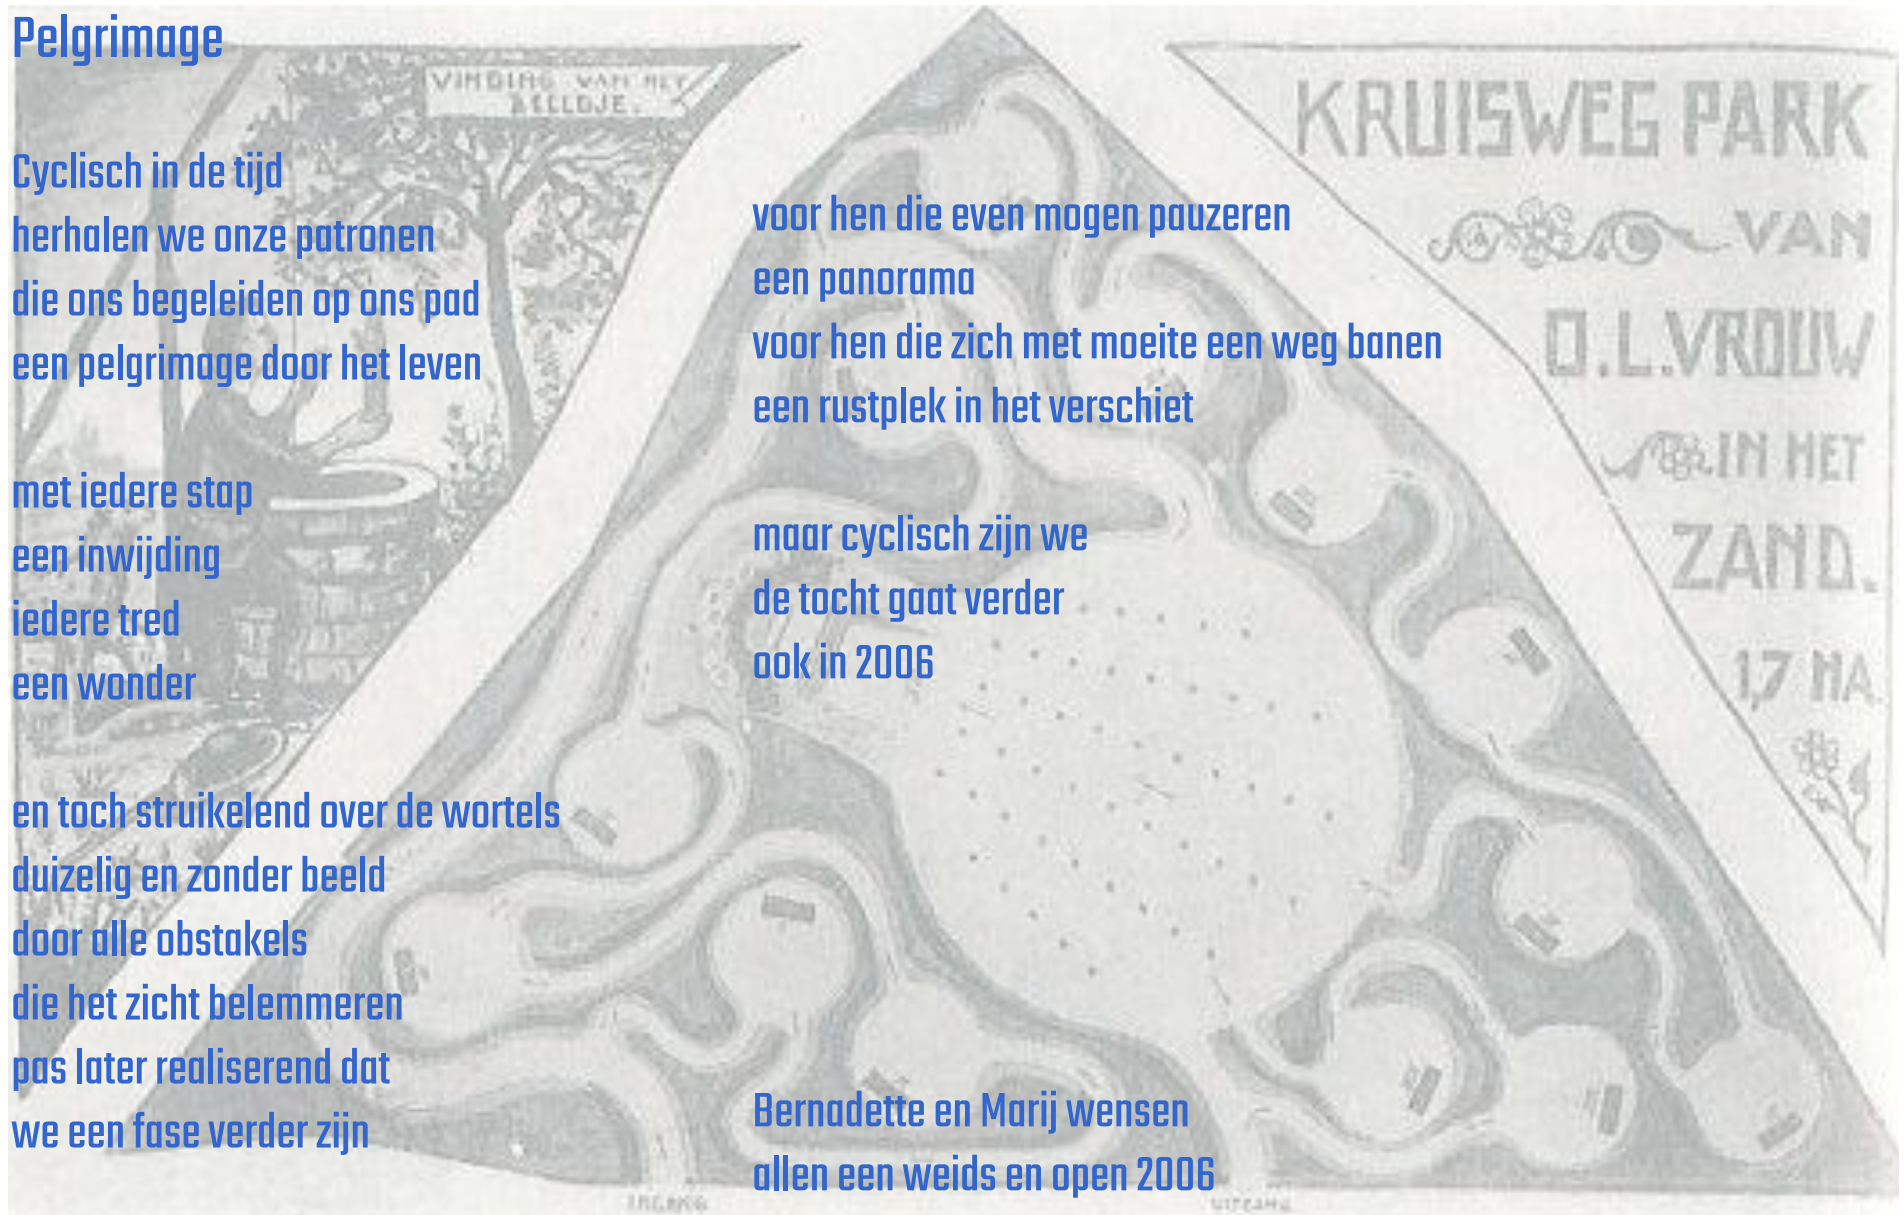 Pelgrimage
Cyclisch in de tijd
herhalen we onze patronen
die ons begeleiden op ons pad
een pelgrimage door het leven
met iedere stap
een inwijding
iedere tred
een wonder
en toch struikelend over de wortels
duizelig en zonder beeld
door alle obstakels
die het zicht belemmeren
pas later realiserend dat
we een fase verder zijn
voor hen die even mogen pauzeren
een panorama
voor hen die zich met moeite een weg banen
een rustplek in het verschiet
maar cyclisch zijn we
de tocht gaat verder
ook in 2006
Bernadette en Marij wensen
allen een weids en open 2006
VINDING VAN HET
BEELDJE.
KRUISWEG PARK
VAN
O.L.VROUW
IN HET
ZAND.
1,7 HA
INGANG
UITGANG